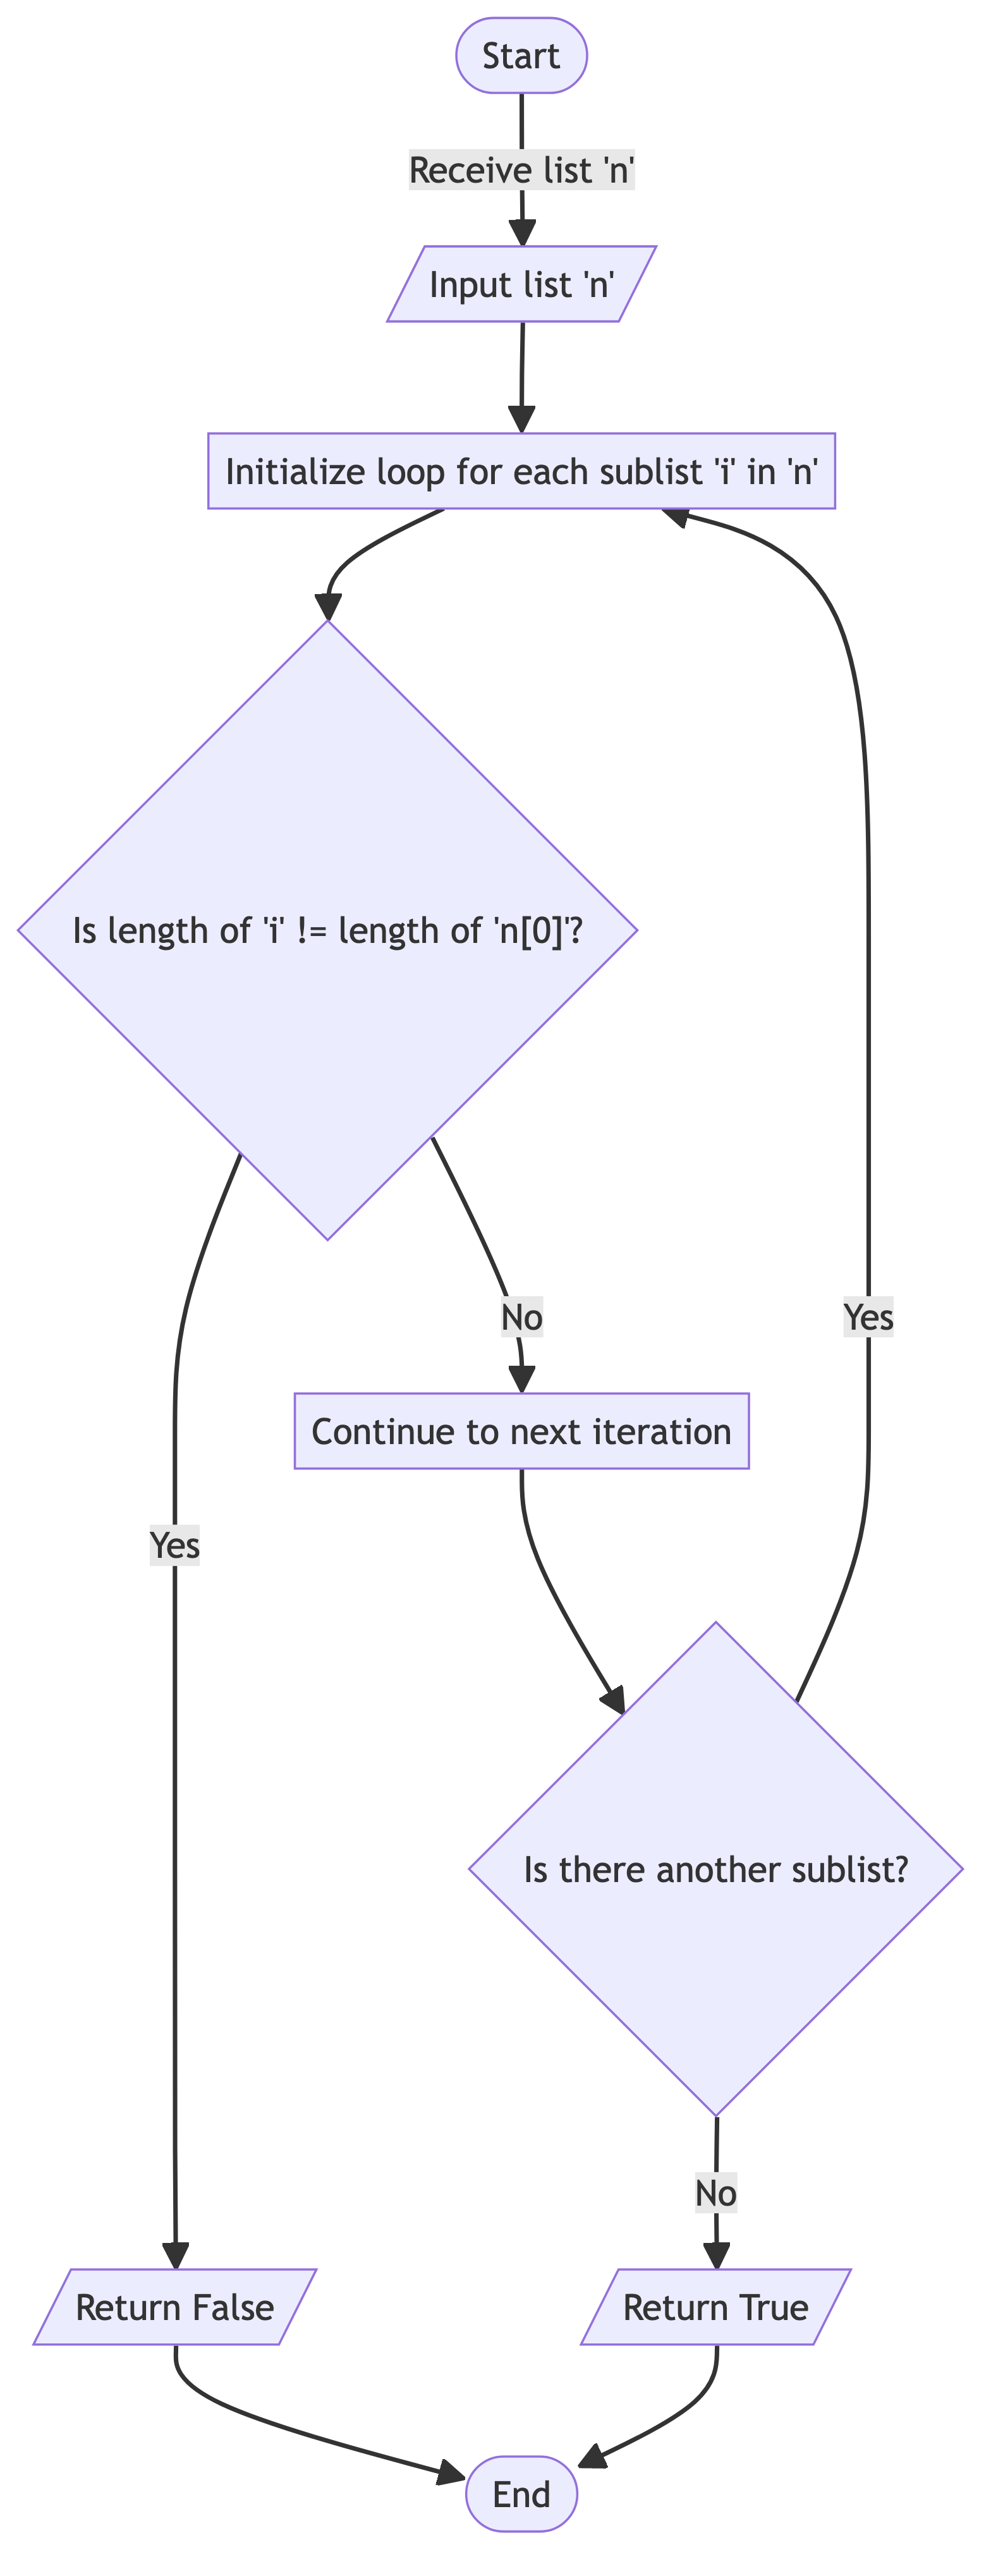 Start
Receive list 'n'
Input list 'n'
Initialize loop for each sublist 'i' in 'n'
Is length of 'i' != length of 'n[0]'?
No
Yes
Continue to next iteration
Yes
Is there another sublist?
No
Return False
Return True
End